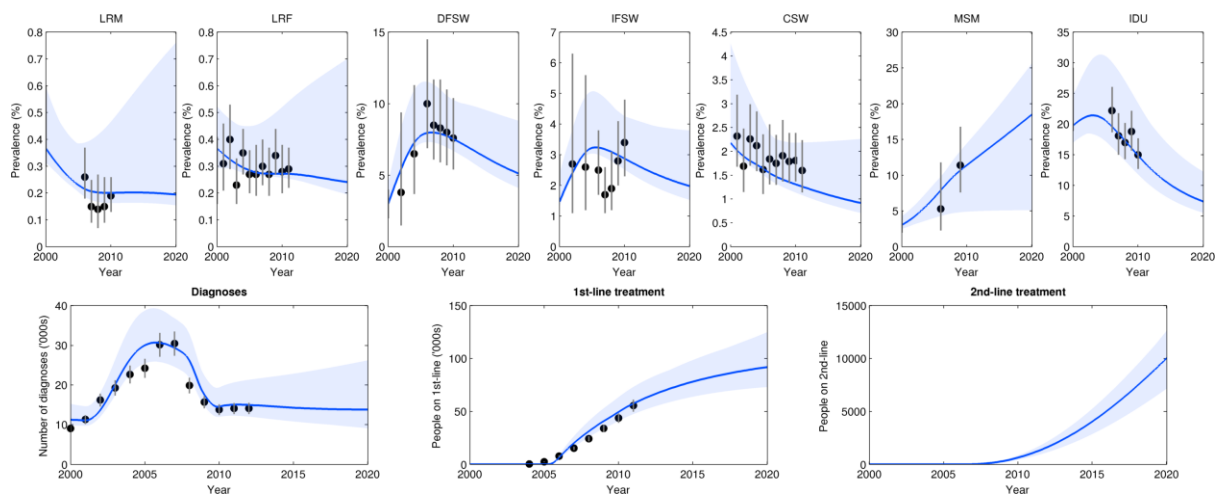 LRM LRF DFSW IFSW CSW MSM IDU
Prevalence (%) Prevalence (%) Prevalence (%) Prevalence (%) Prevalence (%) Prevalence (%) Prevalence (%)
0.8 0.8 15 7 4.5 30 35
0.7 0.7 6 4 25 30
0.6 0.6 10 5 3.5 20 25
0.5 0.5 4 3 15 20
0.4 0.4 5 3 2.5 10 15
0.3 0.3 2 2 5 10
0.2 0.2 1 1.5 5
0.1 0.1 1
0.5
0 0 0 0 0 0 0
2000 2010 2020 2000 2010 2020 2000 2010 2020 2000 2010 2020 2000 2010 2020 2000 2010 2020 2000 2010 2020
Year Year Year Year Year Year Year
Diagnoses 1st-line treatment 2nd-line treatment
Number of diagnoses ('000s) People on 1st-line ('000s) People on 2nd-line
40 150 15000
30 100 10000
20 50 5000
10
0 0 0
2000 2005 2010 2015 2020 2000 2005 2010 2015 2020 2000 2005 2010 2015 2020
Year Year Year